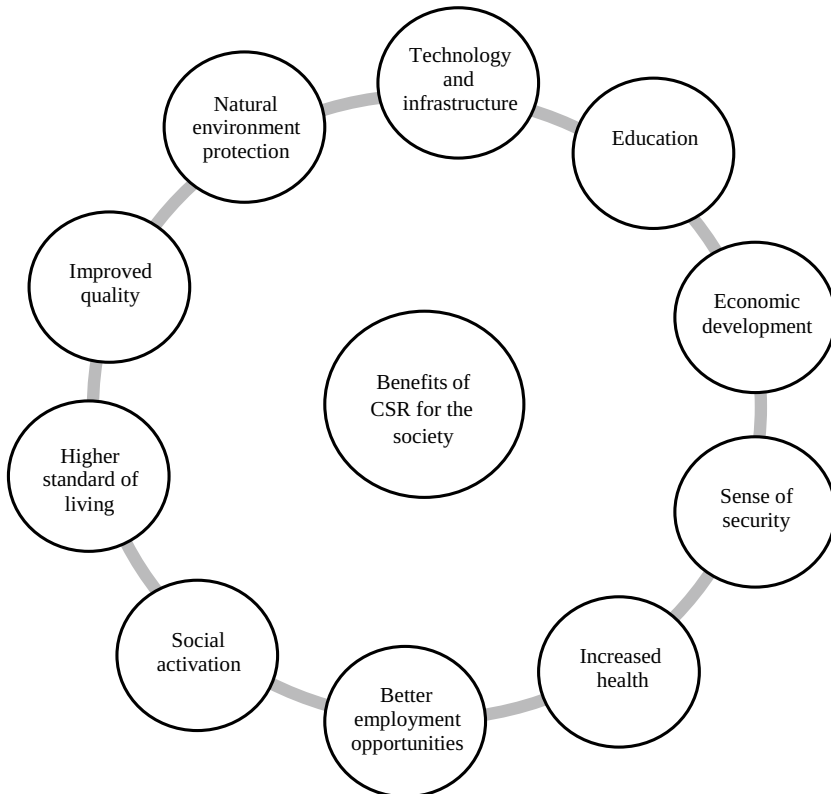 Technology
and
infrastructure
Education
Economic
development
Sense of
security
Increased
health
Better
employment
opportunities
Social
activation
Higher
standard of
living
Improved
quality
Natural
environment
protection
Benefits of
CSR for the
society